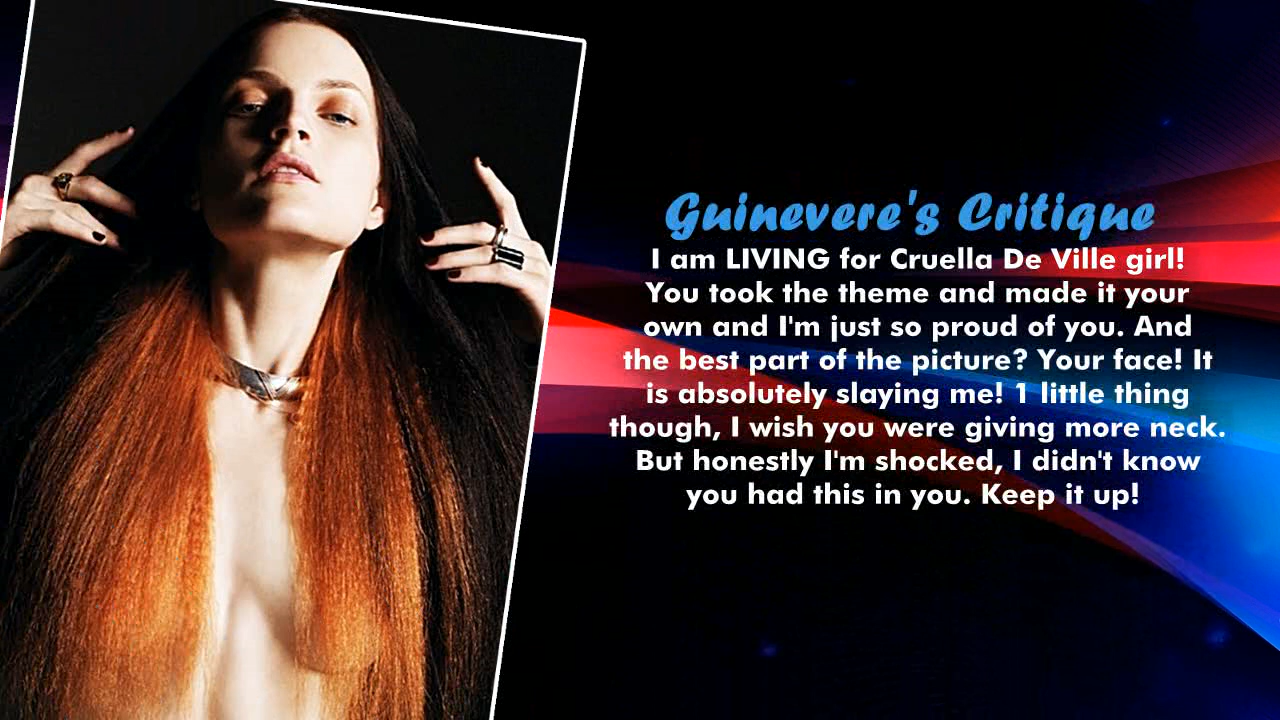 Guinevere's Critique
I am LIVING for Cruella De Ville girl!
You took the theme and made it your
own and I'm just so proud of you. And
the best part of the picture? Your face! It
is absolutely slaying me! 1 little thing
though, I wish you were giving more neck.
But honestly I'm shocked, I didn't know
you had this in you. Keep it up!